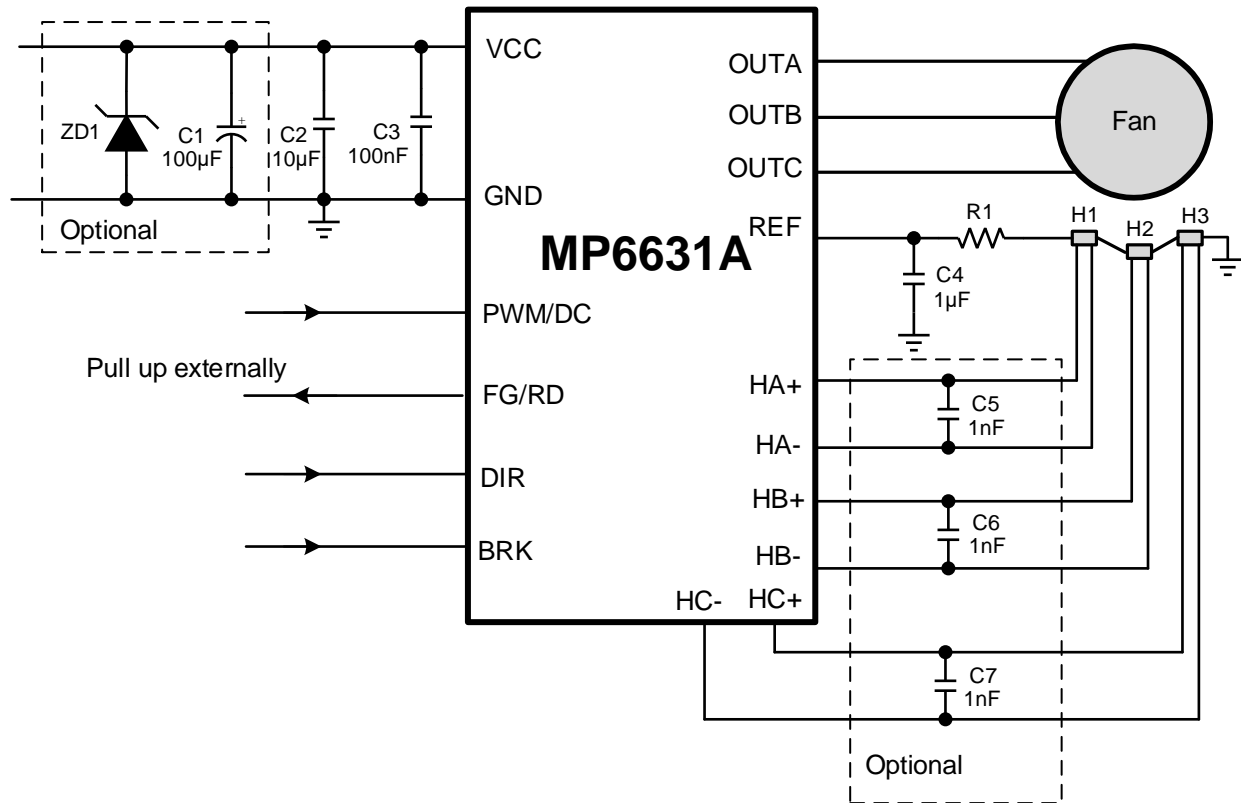 VCC
OUTA
OUTB
OUTC
Fan
ZD1
C1
100µF
+
C2
10µF
C3
100nF
GND
Optional
REF
R1
H1
H2
H3
MP6631A
C4
1µF
PWM/DC
Pull up externally
FG/RD
HA+
C5
1nF
HA-
DIR
HB+
C6
1nF
BRK
HB-
HC-
HC+
C7
1nF
Optional